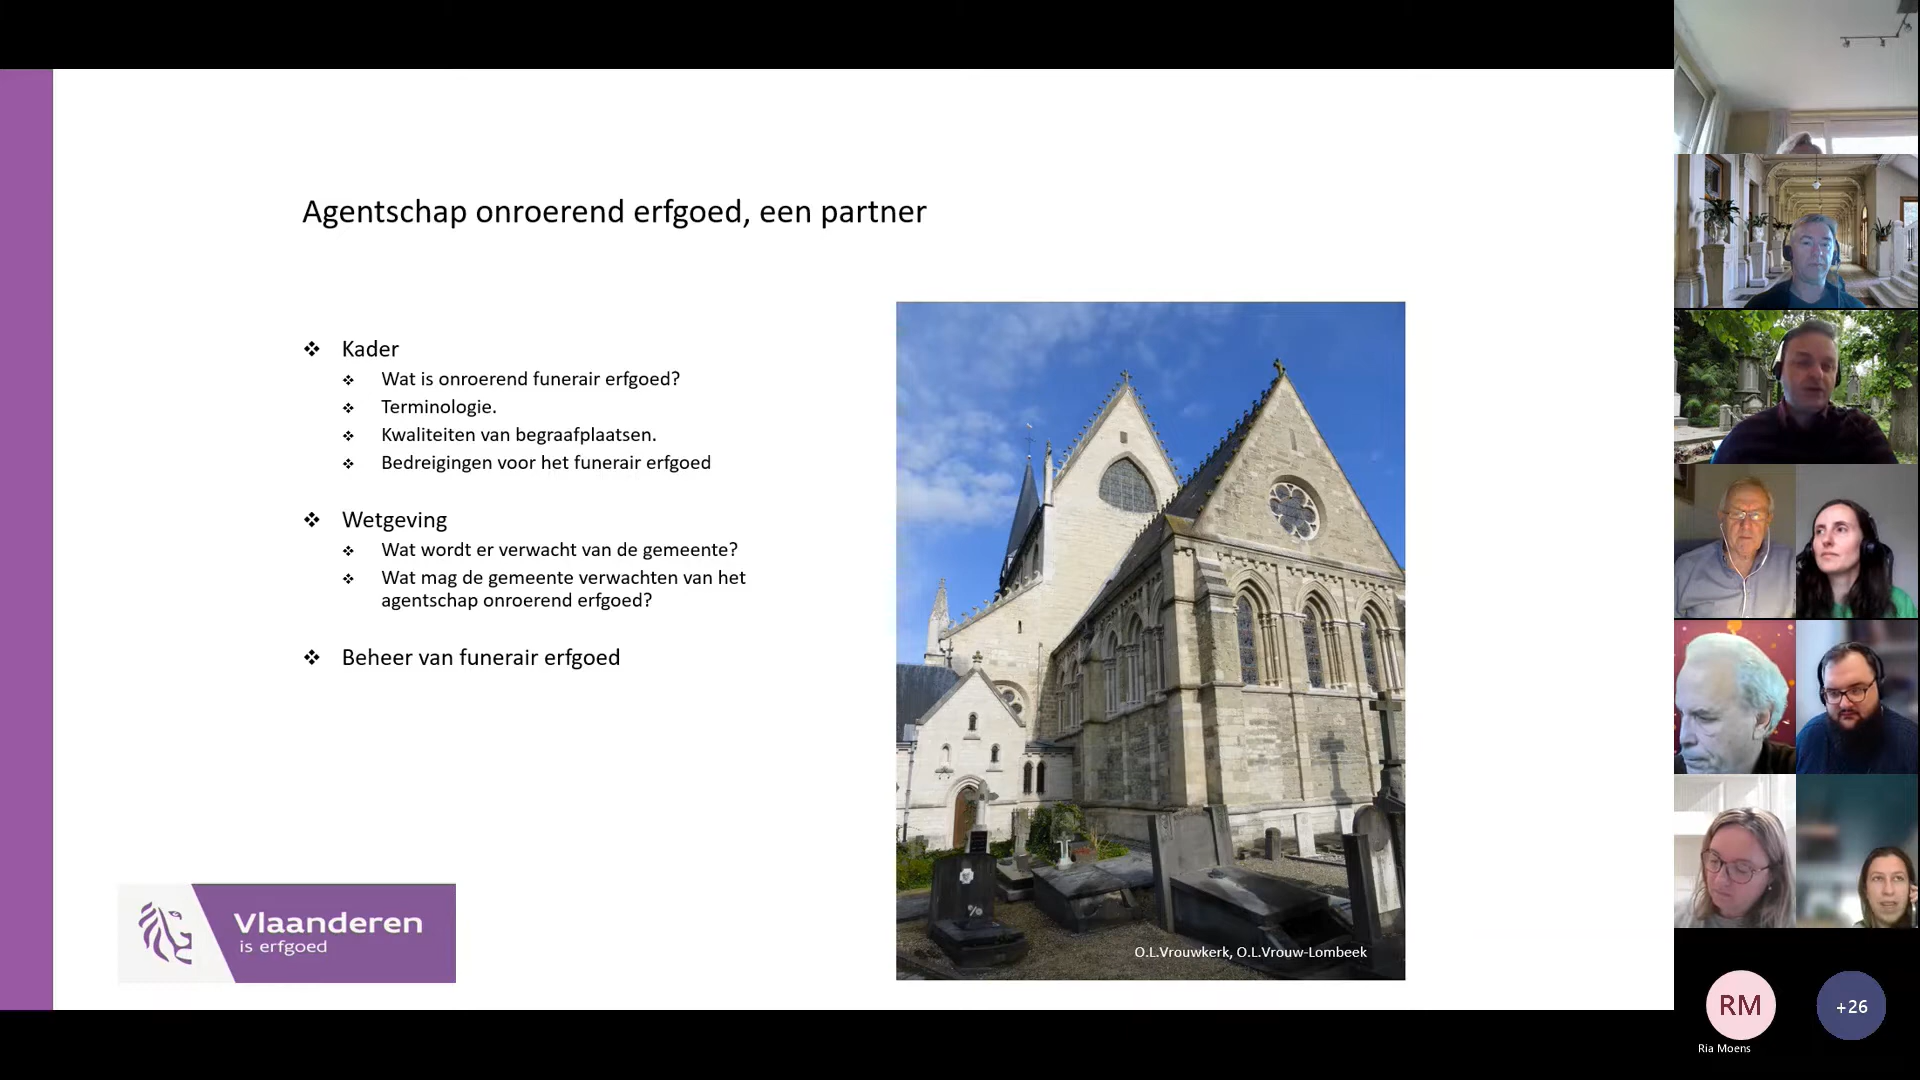 Agentschap onroerend erfgoed, een partner
❖ Kader
❖ Wat is onroerend funerair erfgoed?
❖ Terminologie.
❖ Kwaliteiten van begraafplaatsen.
❖ Bedreigingen voor het funerair erfgoed
❖ Wetgeving
❖ Wat wordt er verwacht van de gemeente?
❖ Wat mag de gemeente verwachten van het
agentschap onroerend erfgoed?
❖ Beheer van funerair erfgoed
Vlaanderen
is erfgoed
O.L.Vrouwkerk, O.L.Vrouw-Lombeek
RM
+26
Ria Moens